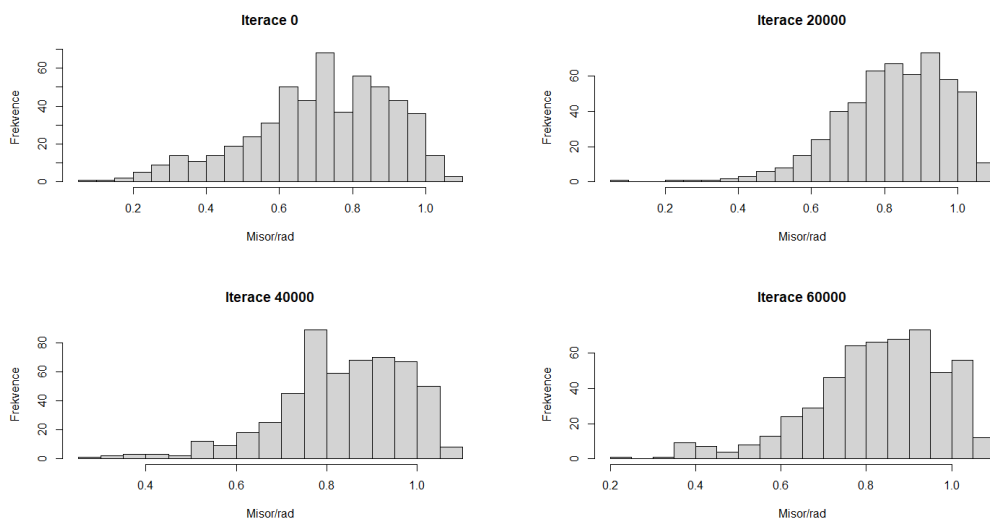 Iterace 0
Frekvence
0 20 40 60
0.2 0.4 0.6 0.8 1.0
Misor/rad
Iterace 20000
Frekvence
0 20 40 60
0.2 0.4 0.6 0.8 1.0
Misor/rad
Iterace 40000
Frekvence
0 20 40 60 80
0.4 0.6 0.8 1.0
Misor/rad
Iterace 60000
Frekvence
0 20 40 60
0.2 0.4 0.6 0.8 1.0
Misor/rad